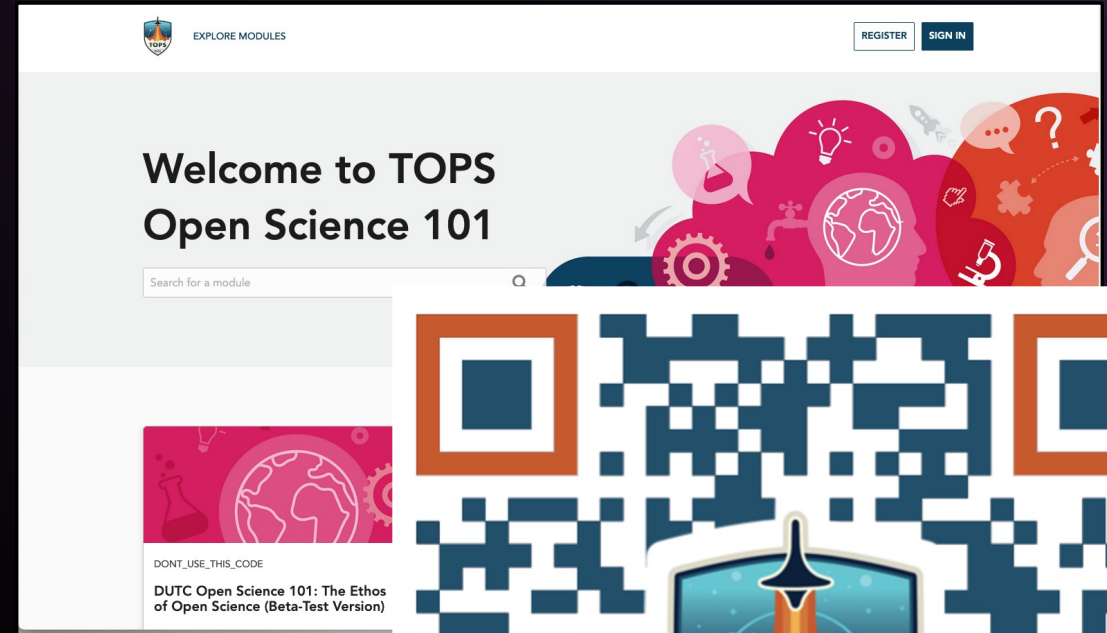 TOPS
EXPLORE MODULES
REGISTER
SIGN IN
Welcome to TOPS
Open Science 101
Search for a module
DONT_USE_THIS_CODE
DUTC Open Science 101: The Ethos
of Open Science (Beta-Test Version)